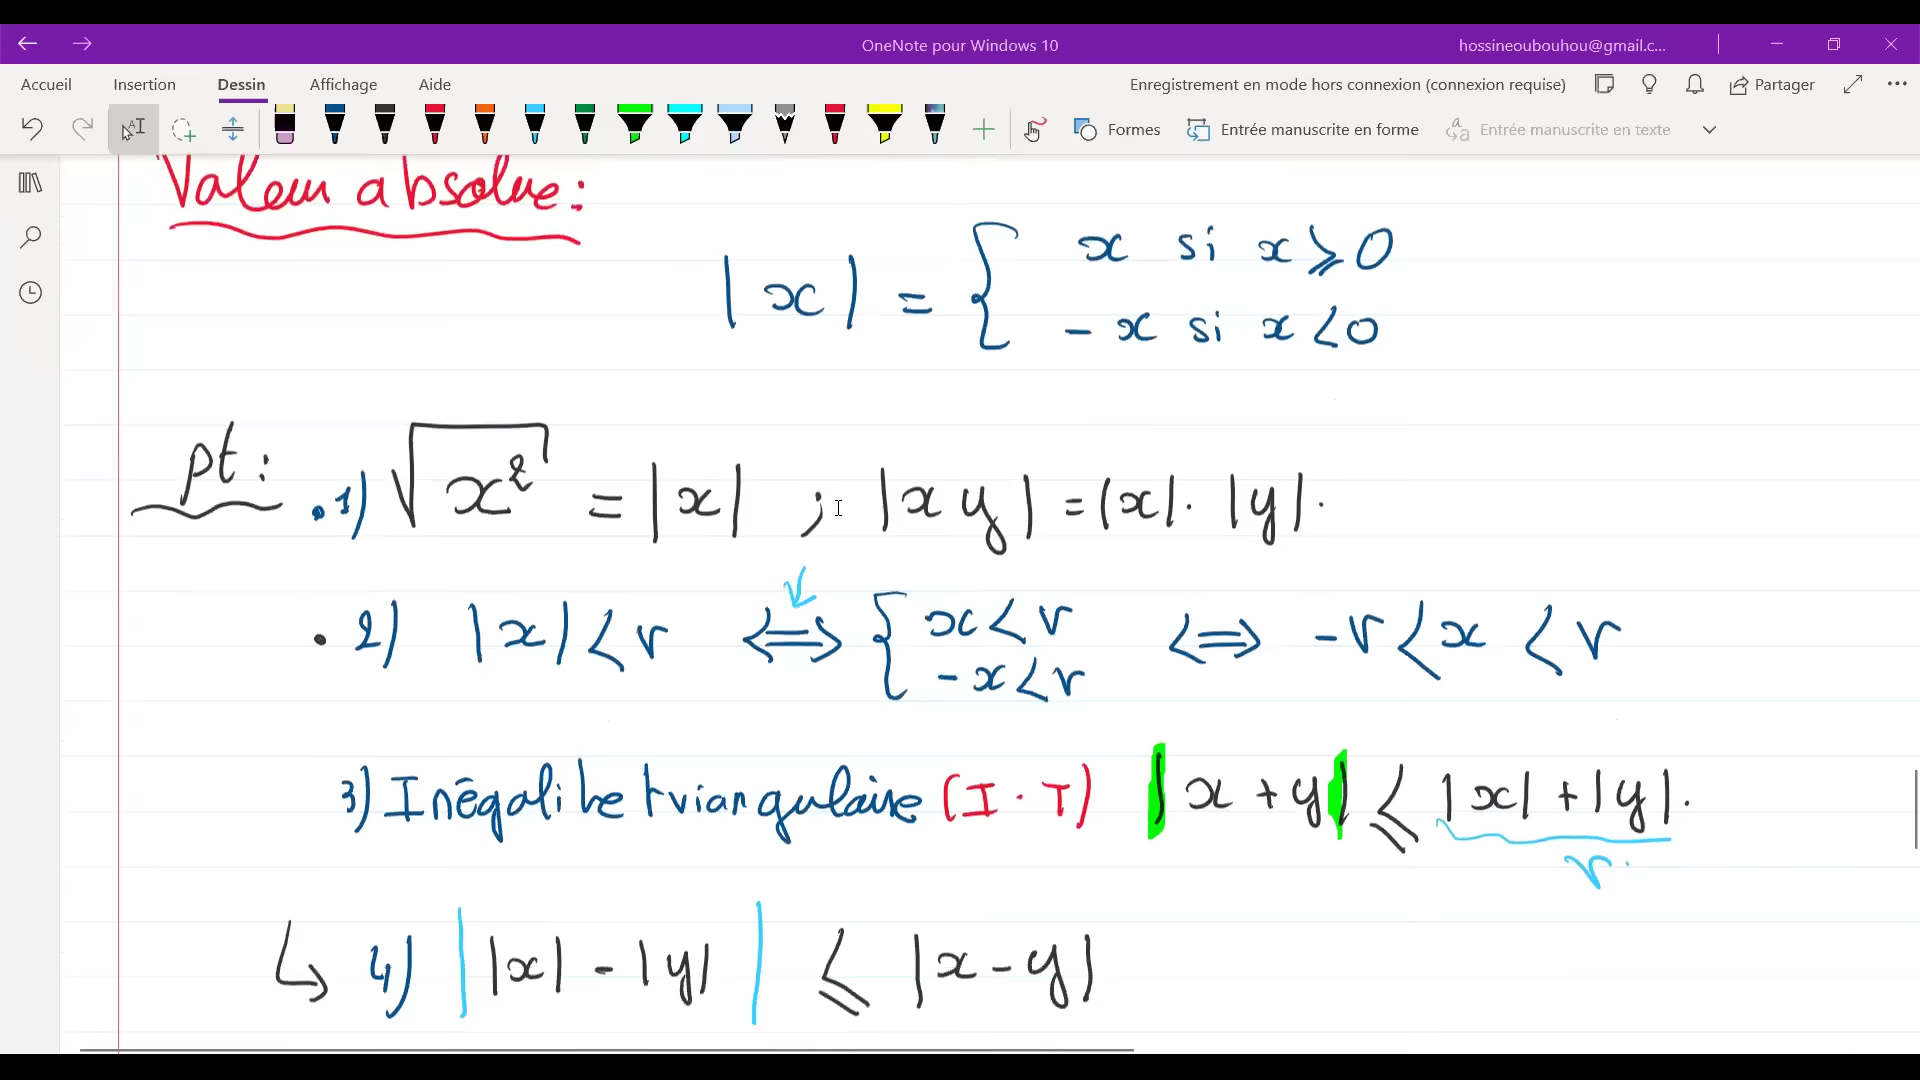 OneNote pour Windows 10
hossineoubouhou@gmail.c...
Accueil Insertion Dessin Affichage Aide
Enregistrement en mode hors connexion (connexion requise)
Partager
Formes
Entrée manuscrite en forme
Entrée manuscrite en texte
Valeur absolue :
|x| = { x si x ⩾ 0
- x si x < 0
pt :
. 1) √x² = |x| ; |x y| = |x| . |y| .
. 2) |x| < r ⟺ { x < r
- x < r
⟺ -r < x < r
3) Inégalite triangulaire (I . T) |x + y| ⩽ |x| + |y| .
r .
↳ 4) | |x| - |y| | ⩽ |x - y|